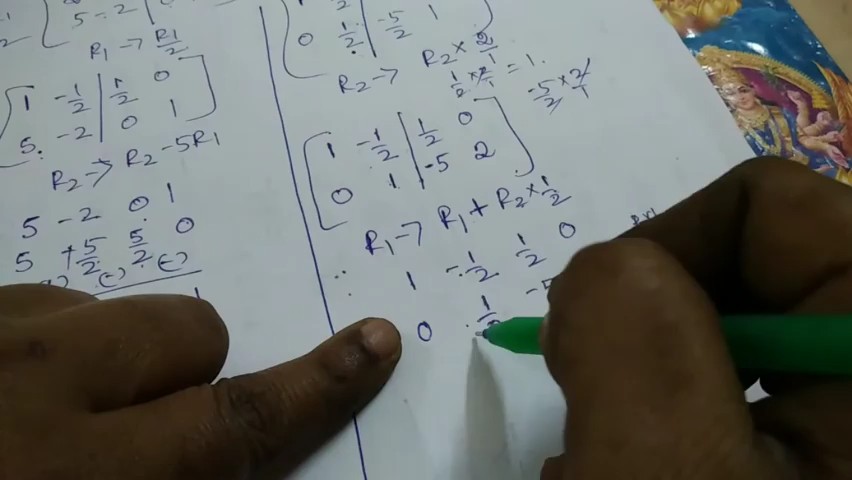 5 -2 | 0
R1 → R1/2
1 -1/2 | 1/2 0
5 -2 | 0 1
R2 → R2 - 5R1
5 -2 0 1
5 +5/2 5/2 0
(-) (-)
0 1/2 | -5/2 1
R2 → R2 × 2/1
1/2 × 2/1 = 1.
-5/2 × 2/1
1 -1/2 | 1/2 0
0 1 | -5 2
R1 → R1 + R2 × 1/2
∴ 1 -1/2 1/2 0
0 1/2 -5